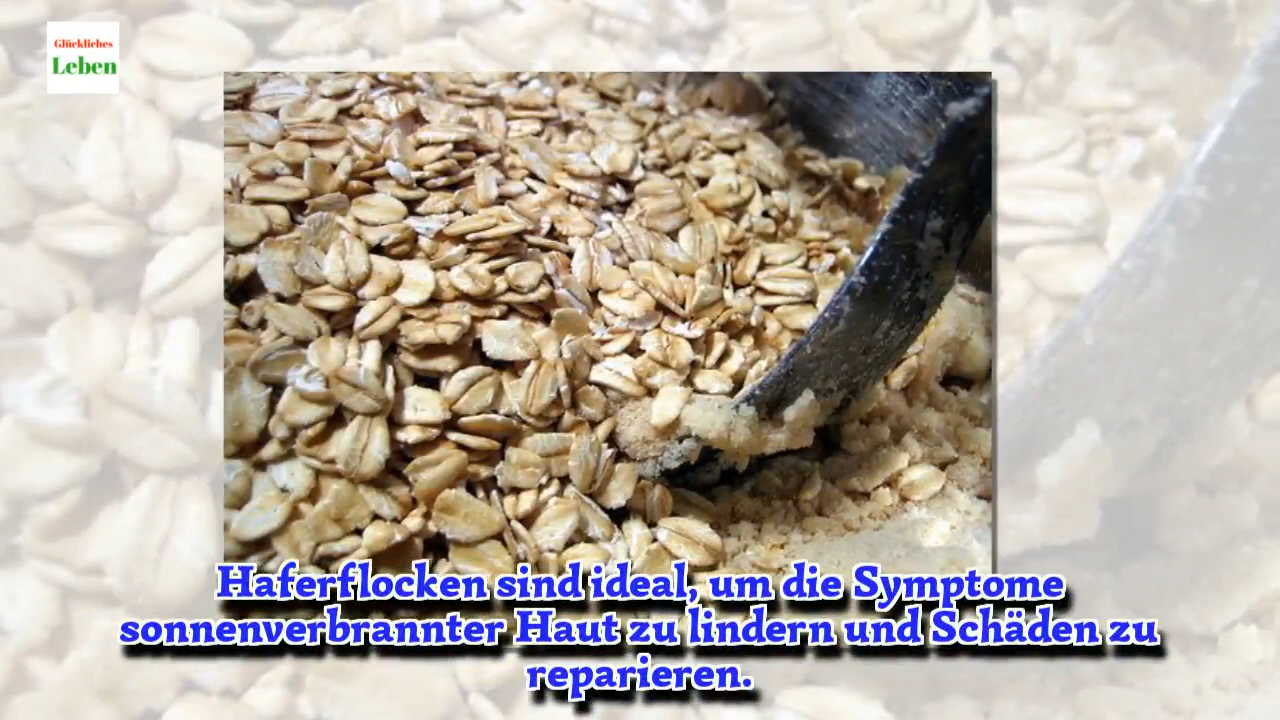 Glückliches
Leben
Haferflocken sind ideal, um die Symptome
sonnenverbrannter Haut zu lindern und Schäden zu
reparieren.